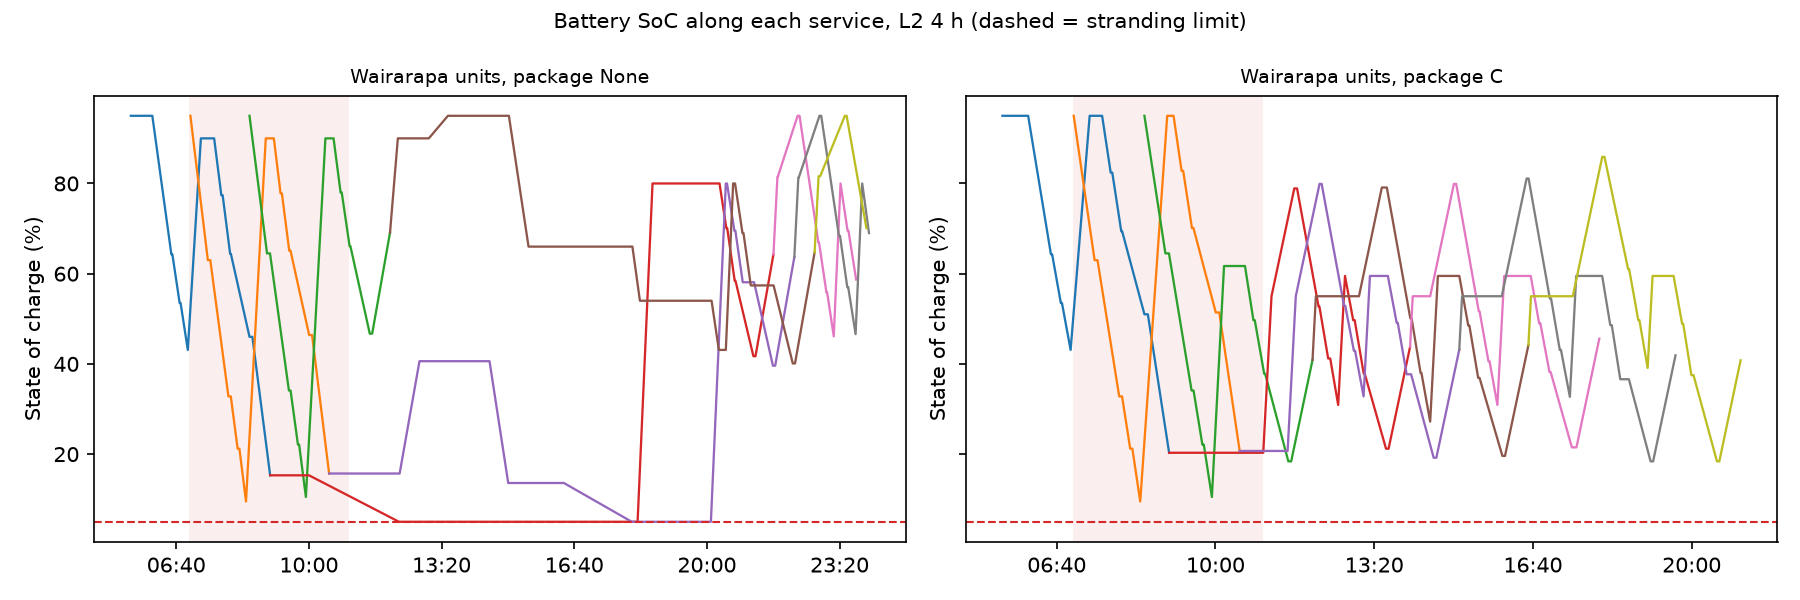 Battery SoC along each service, L2 4 h (dashed = stranding limit)
Wairarapa units, package None
Wairarapa units, package C
State of charge (%)
80
60
40
20
06:40 10:00 13:20 16:40 20:00 23:20
State of charge (%)
06:40 10:00 13:20 16:40 20:00